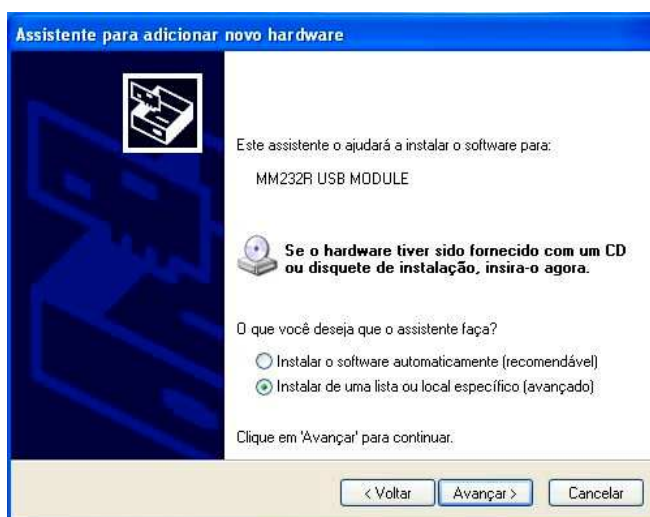 Assistente para adicionar novo hardware
Este assistente o ajudará a instalar o software para:
MM232R USB MODULE
Se o hardware tiver sido fornecido com um CD
ou disquete de instalação, insira-o agora.
O que você deseja que o assistente faça?
Instalar o software automaticamente (recomendável)
Instalar de uma lista ou local específico (avançado)
Clique em 'Avançar' para continuar.
< Voltar
Avançar >
Cancelar